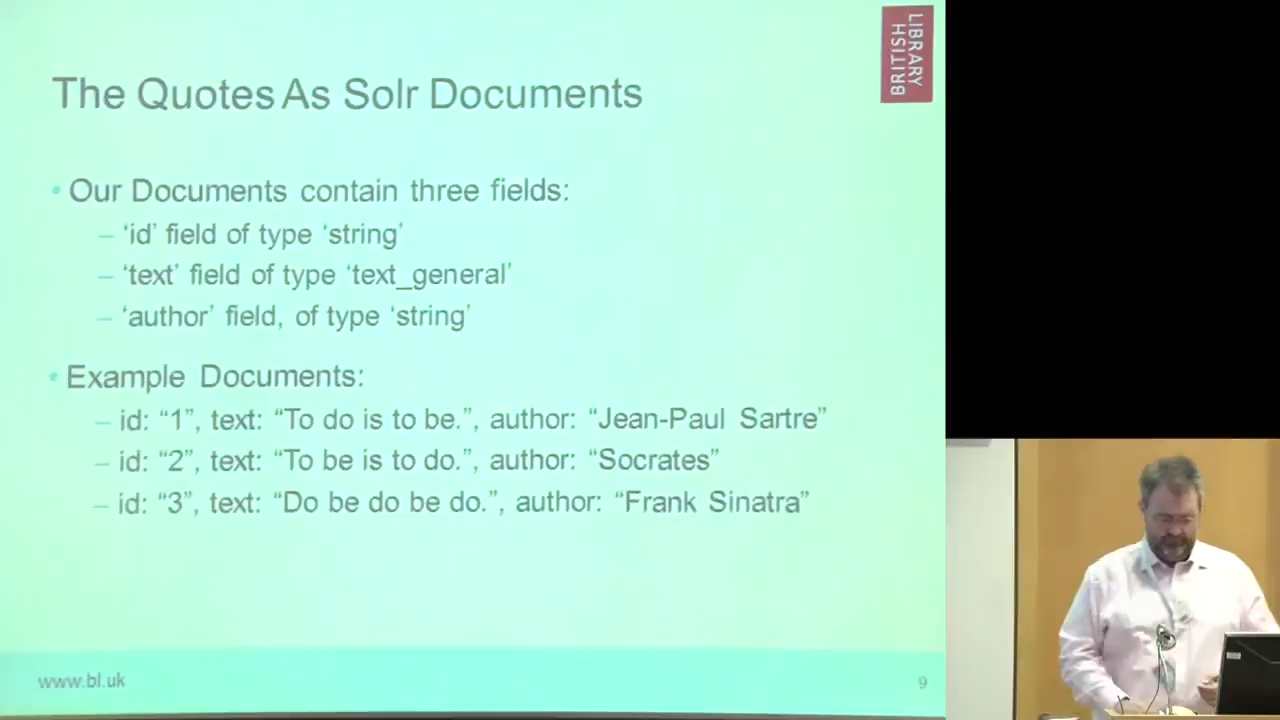 The Quotes As Solr Documents
LIBRARY
BRITISH
• Our Documents contain three fields:
– ‘id’ field of type ‘string’
– ‘text’ field of type ‘text_general’
– ‘author’ field, of type ‘string’
• Example Documents:
– id: “1”, text: “To do is to be.”, author: “Jean-Paul Sartre”
– id: “2”, text: “To be is to do.”, author: “Socrates”
– id: “3”, text: “Do be do be do.”, author: “Frank Sinatra”
www.bl.uk
9